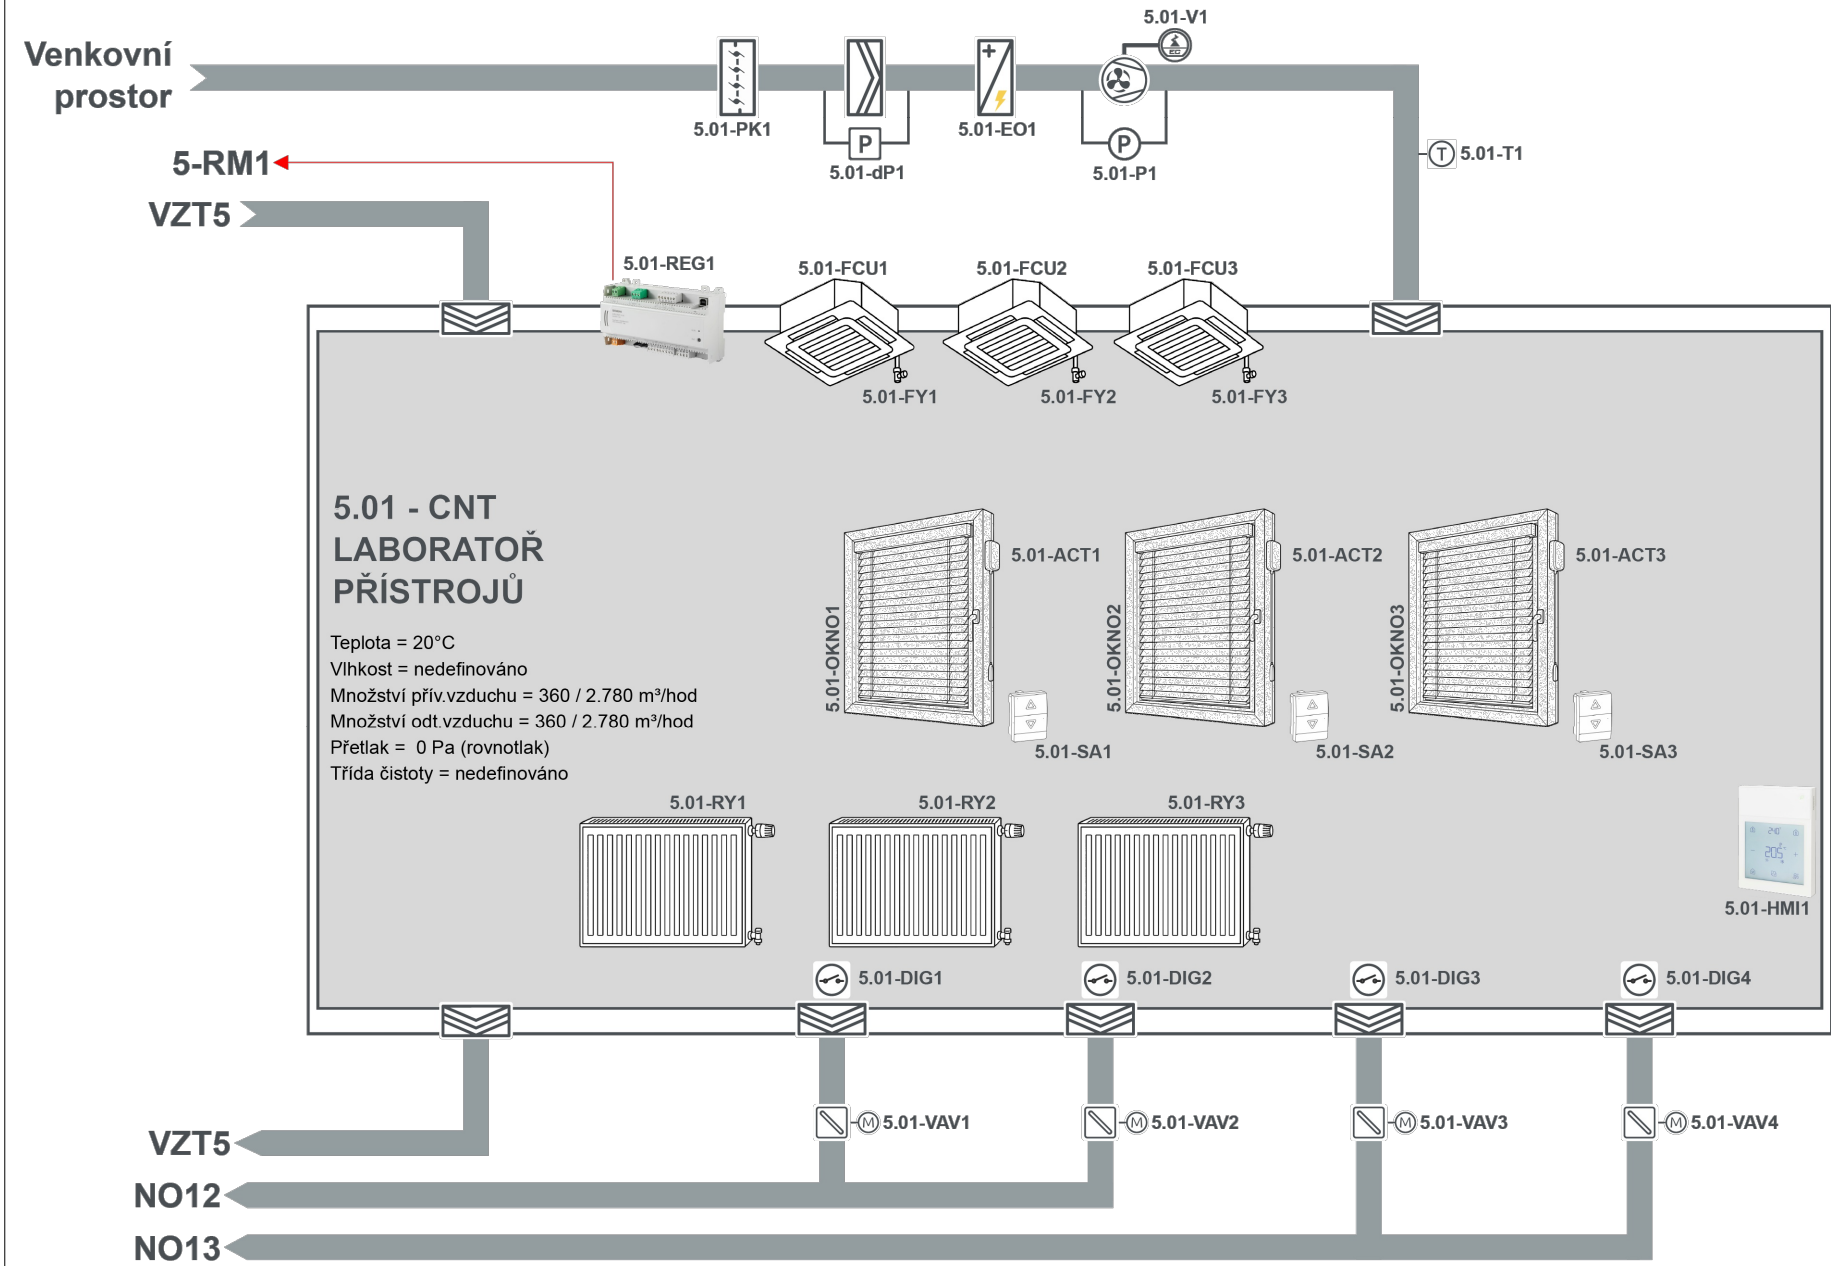 5.01-V1
Venkovní
prostor
5.01-PK1
5.01-EO1
P
P
5.01-dP1
5.01-P1
T
5.01-T1
5-RM1
VZT5
5.01-REG1
5.01-FCU1
5.01-FCU2
5.01-FCU3
5.01-FY1
5.01-FY2
5.01-FY3
5.01 - CNT
LABORATOŘ
PŘÍSTROJŮ
Teplota = 20°C
Vlhkost = nedefinováno
Množství přív.vzduchu = 360 / 2.780 m³/hod
Množství odt.vzduchu = 360 / 2.780 m³/hod
Přetlak = 0 Pa (rovnotlak)
Třída čistoty = nedefinováno
5.01-ACT1
5.01-ACT2
5.01-ACT3
5.01-OKNO1
5.01-OKNO2
5.01-OKNO3
5.01-SA1
5.01-SA2
5.01-SA3
5.01-RY1
5.01-RY2
5.01-RY3
5.01-HMI1
5.01-DIG1
5.01-DIG2
5.01-DIG3
5.01-DIG4
M 5.01-VAV1
M 5.01-VAV2
M 5.01-VAV3
M 5.01-VAV4
VZT5
NO12
NO13